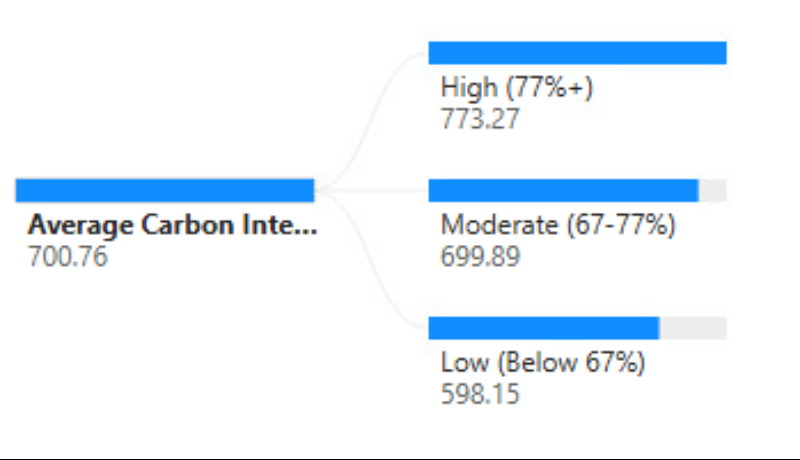 High (77%+)
773.27
Average Carbon Inte...
700.76
Moderate (67-77%)
699.89
Low (Below 67%)
598.15